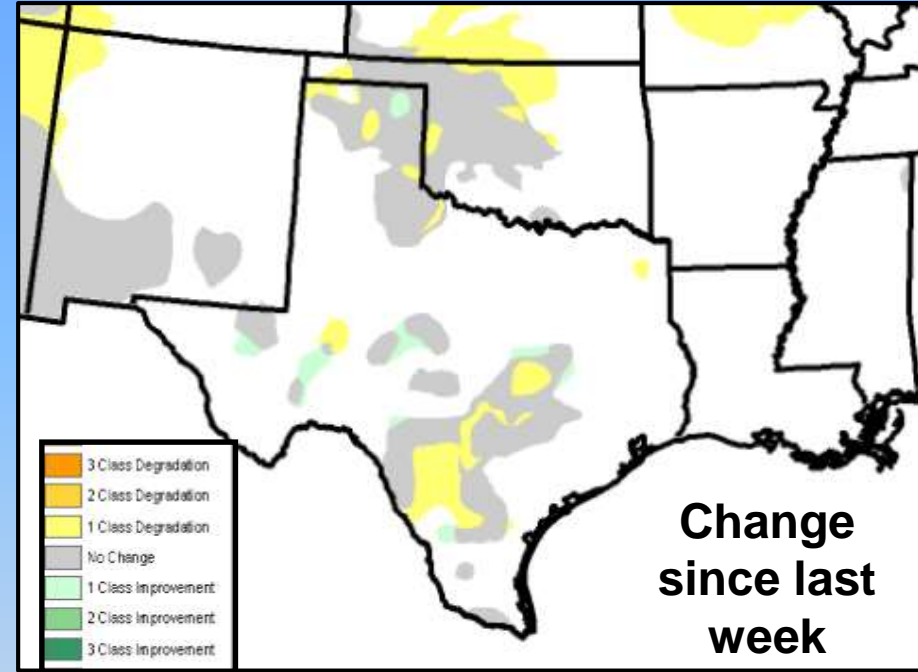 3 Class Degradation
2 Class Degradation
1 Class Degradation
No Change
1 Class Improvement
2 Class Improvement
3 Class Improvement
Change
since last
week